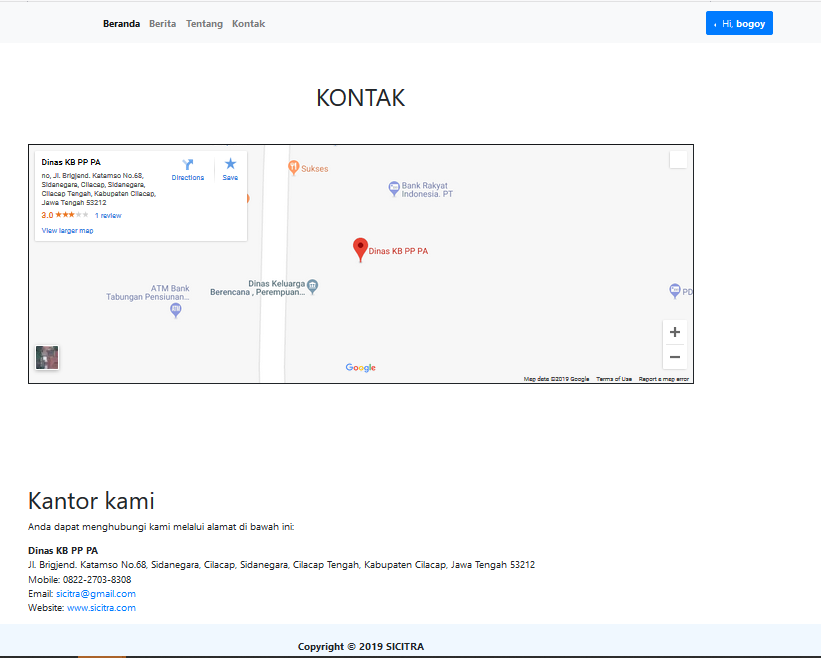 Beranda Berita Tentang Kontak
Hi, bogoy
KONTAK
Dinas KB PP PA
no, Jl. Brigjend. Katamso No.68,
Sidanegara, Cilacap, Sidanegara,
Cilacap Tengah, Kabupaten Cilacap,
Jawa Tengah 53212
3.0 1 review
View larger map
Directions
Save
Sukses
Bank Rakyat
Indonesia. PT
Dinas KB PP PA
Dinas Keluarga
Berencana , Perempuan...
ATM Bank
Tabungan Pensiunan...
PD
Google
Map data ©2019 Google Terms of Use Report a map error
Kantor kami
Anda dapat menghubungi kami melalui alamat di bawah ini:
Dinas KB PP PA
Jl. Brigjend. Katamso No.68, Sidanegara, Cilacap, Sidanegara, Cilacap Tengah, Kabupaten Cilacap, Jawa Tengah 53212
Mobile: 0822-2703-8308
Email: sicitra@gmail.com
Website: www.sicitra.com
Copyright © 2019 SICITRA